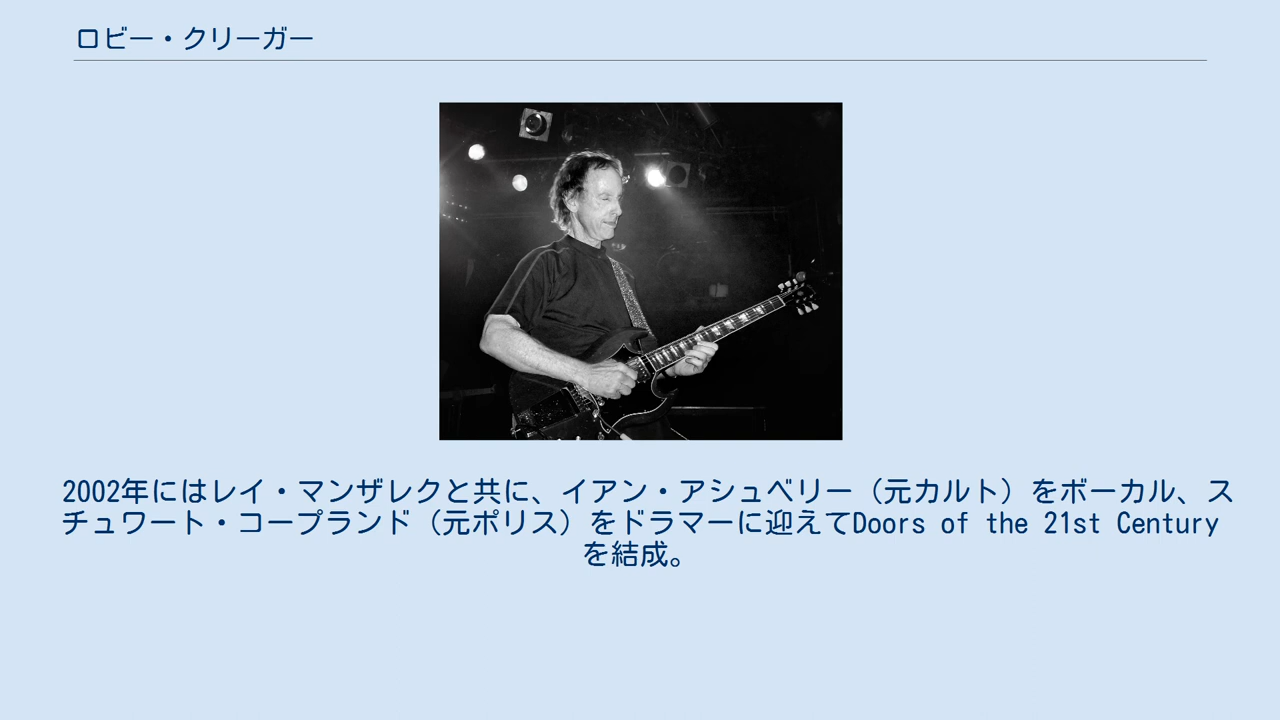 ロビー・クリーガー
2002年にはレイ・マンザレクと共に、イアン・アシュベリー（元カルト）をボーカル、ス
チュワート・コープランド（元ポリス）をドラマーに迎えてDoors of the 21st Century
を結成。